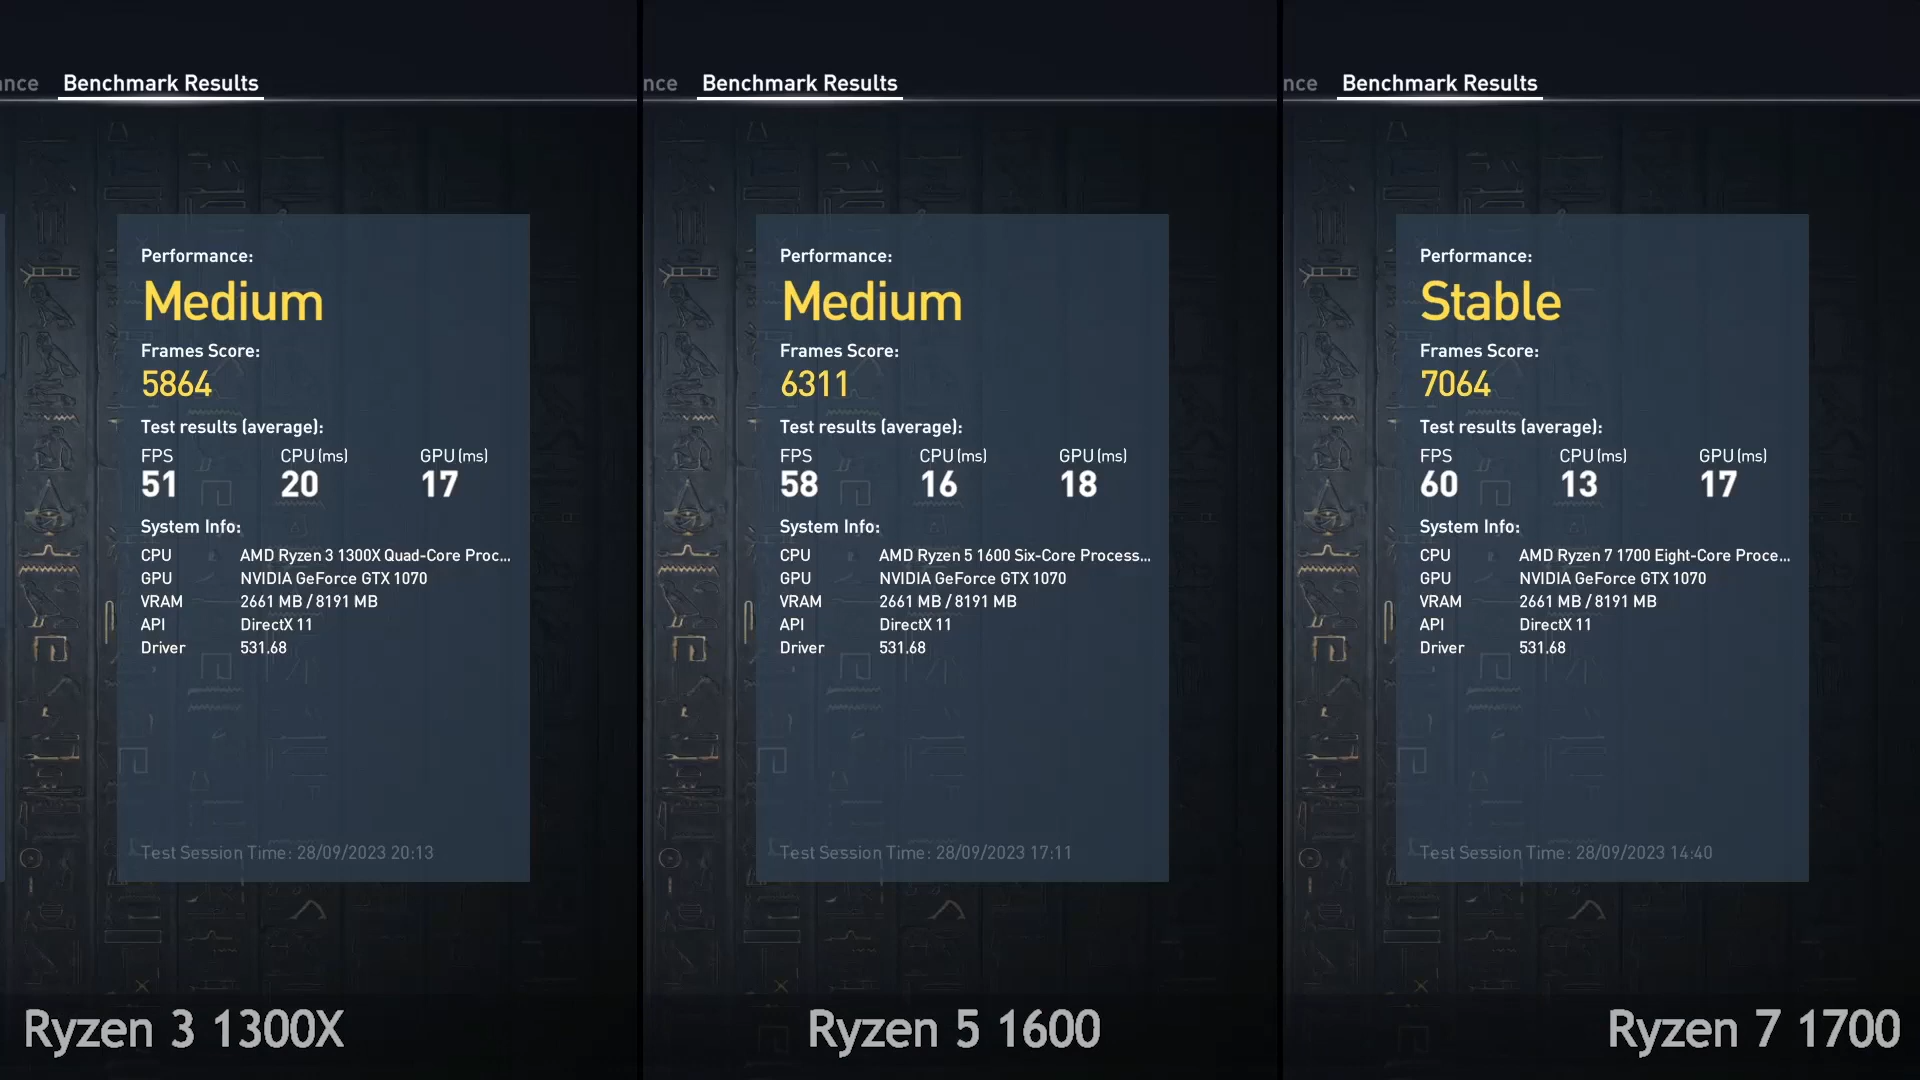 nce Benchmark Results
Performance:
Medium
Frames Score:
5864
Test results (average):
FPS CPU (ms) GPU (ms)
51 20 17
System Info:
CPU AMD Ryzen 3 1300X Quad-Core Proc...
GPU NVIDIA GeForce GTX 1070
VRAM 2661 MB / 8191 MB
API DirectX 11
Driver 531.68
Test Session Time: 28/09/2023 20:13
Ryzen 3 1300X
nce Benchmark Results
Performance:
Medium
Frames Score:
6311
Test results (average):
FPS CPU (ms) GPU (ms)
58 16 18
System Info:
CPU AMD Ryzen 5 1600 Six-Core Process...
GPU NVIDIA GeForce GTX 1070
VRAM 2661 MB / 8191 MB
API DirectX 11
Driver 531.68
Test Session Time: 28/09/2023 17:11
Ryzen 5 1600
nce Benchmark Results
Performance:
Stable
Frames Score:
7064
Test results (average):
FPS CPU (ms) GPU (ms)
60 13 17
System Info:
CPU AMD Ryzen 7 1700 Eight-Core Proce...
GPU NVIDIA GeForce GTX 1070
VRAM 2661 MB / 8191 MB
API DirectX 11
Driver 531.68
Test Session Time: 28/09/2023 14:40
Ryzen 7 1700